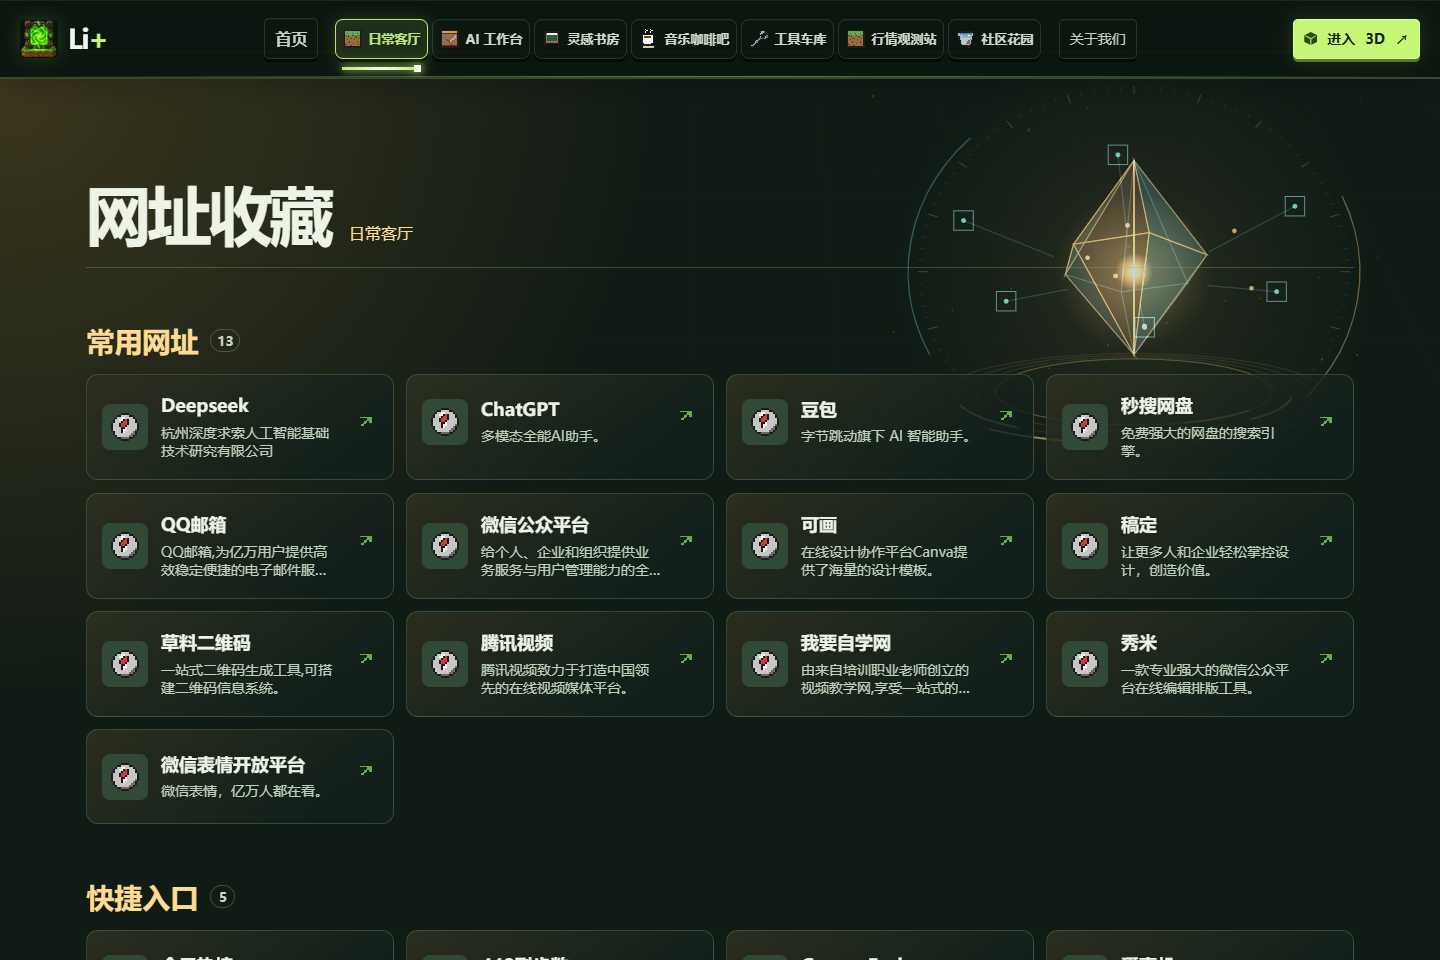 Li+
首页
日常客厅
AI 工作台
灵感书房
音乐咖啡吧
工具车库
行情观测站
社区花园
关于我们
进入 3D
网址收藏
日常客厅
常用网址 13
Deepseek
杭州深度求索人工智能基础
技术研究有限公司
ChatGPT
多模态全能AI助手。
豆包
字节跳动旗下 AI 智能助手。
秒搜网盘
免费强大的网盘的搜索引
擎。
QQ邮箱
QQ邮箱,为亿万用户提供高
效稳定便捷的电子邮件服...
微信公众平台
给个人、企业和组织提供业
务服务与用户管理能力的全...
可画
在线设计协作平台Canva提
供了海量的设计模板。
稿定
让更多人和企业轻松掌控设
计，创造价值。
草料二维码
一站式二维码生成工具,可搭
建二维码信息系统。
腾讯视频
腾讯视频致力于打造中国领
先的在线视频媒体平台。
我要自学网
由来自培训职业老师创立的
视频教学网,享受一站式的...
秀米
一款专业强大的微信公众平
台在线编辑排版工具。
微信表情开放平台
微信表情，亿万人都在看。
快捷入口 5